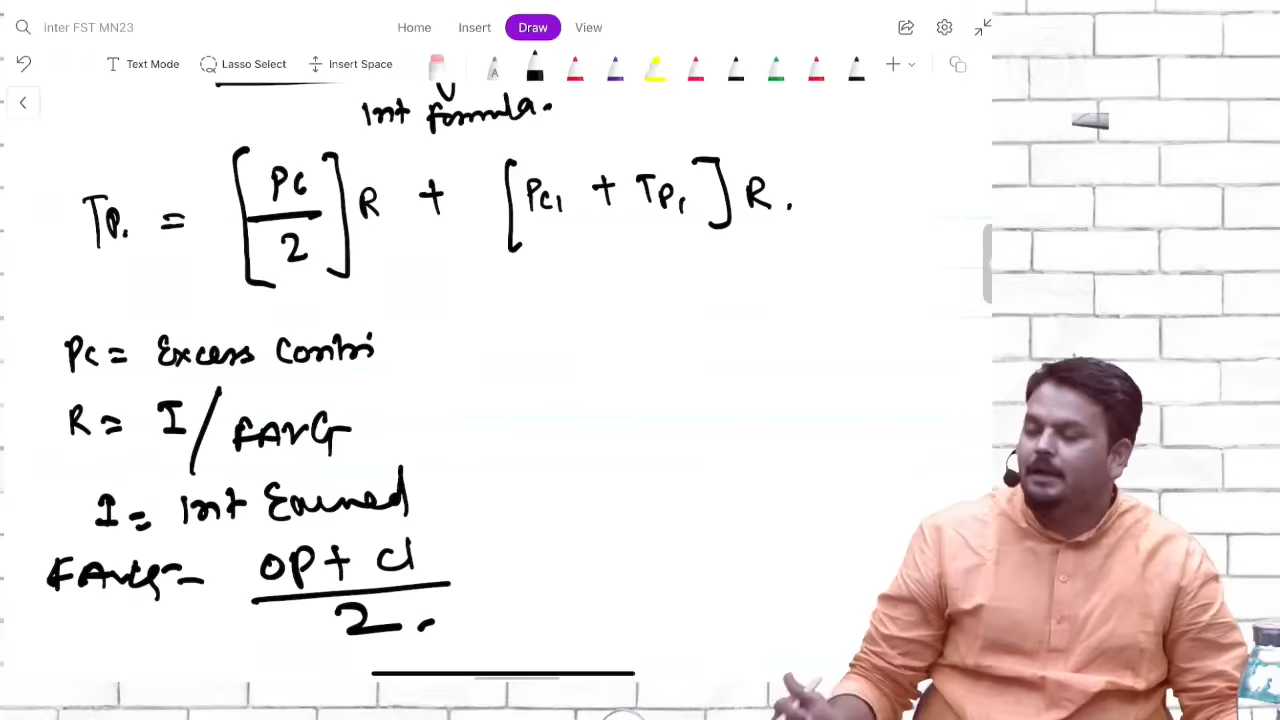 Inter FST MN23
Home Insert Draw View
Text Mode Lasso Select Insert Space
Int formula.
TP₁ = [PC/2] R + [PC₁ + TP₁] R.
PC = Excess Contri
R = I / FAVG
I = Int Earned
FAVG = OP + Cl / 2.